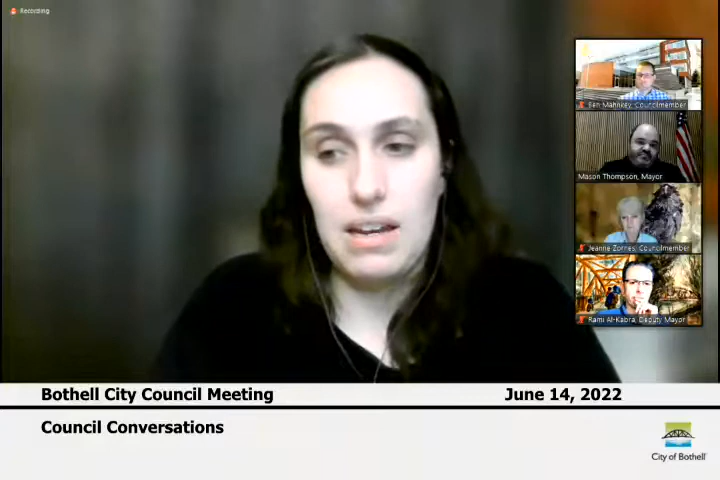 Recording
Ben Mahnkey, Councilmember
Mason Thompson, Mayor
Jeanne Zornes, Councilmember
Rami Al-Kabra, Deputy Mayor
Bothell City Council Meeting
June 14, 2022
Council Conversations
City of Bothell